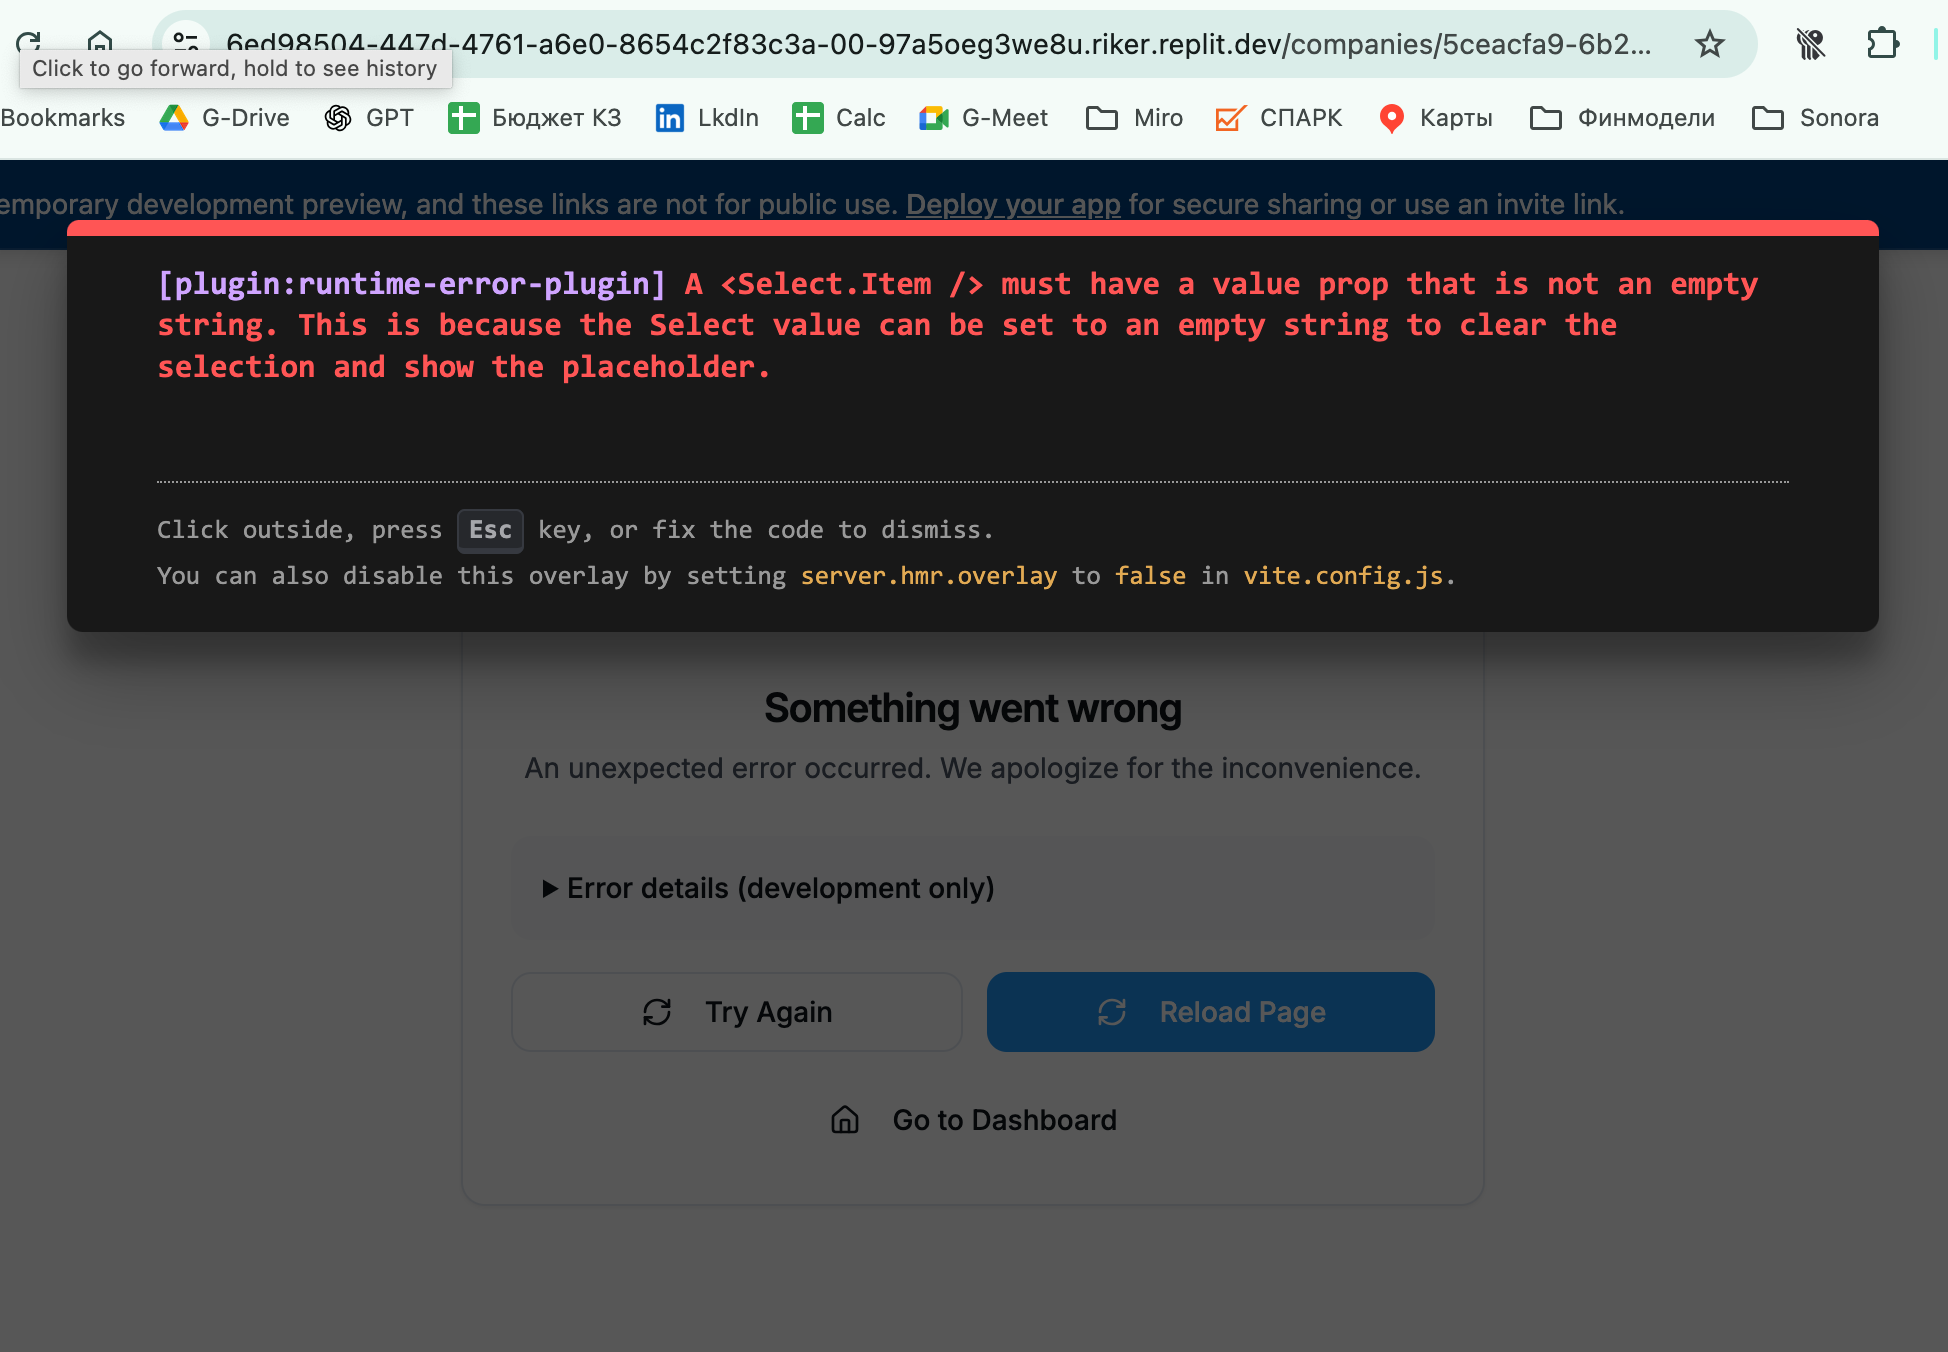 6ed98504-447d-4761-a6e0-8654c2f83c3a-00-97a5oeg3we8u.riker.replit.dev/companies/5ceacfa9-6b2...
Click to go forward, hold to see history
Bookmarks G-Drive GPT Бюджет КЗ LkdIn Calc G-Meet Miro СПАРК Карты Финмодели Sonora
emporary development preview, and these links are not for public use. Deploy your app for secure sharing or use an invite link.
[plugin:runtime-error-plugin] A <Select.Item /> must have a value prop that is not an empty
string. This is because the Select value can be set to an empty string to clear the
selection and show the placeholder.
Click outside, press Esc key, or fix the code to dismiss.
You can also disable this overlay by setting server.hmr.overlay to false in vite.config.js.
Something went wrong
An unexpected error occurred. We apologize for the inconvenience.
Error details (development only)
Try Again
Reload Page
Go to Dashboard